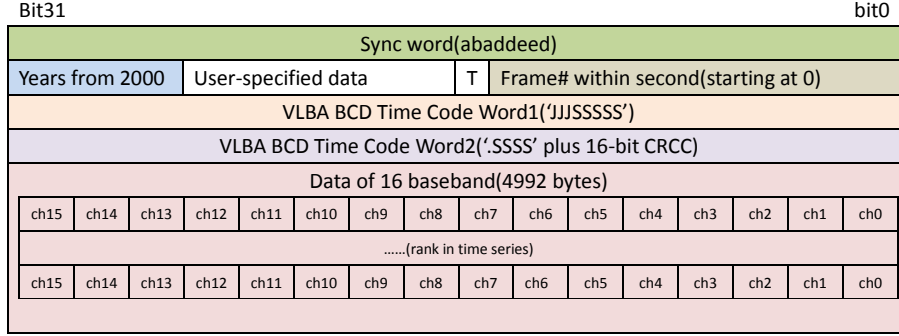 Bit31 bit0
Sync word(abaddeed)
Years from 2000 User-specified data T Frame# within second(starting at 0)
VLBA BCD Time Code Word1('JJJSSSSS')
VLBA BCD Time Code Word2('.SSSS' plus 16-bit CRCC)
Data of 16 baseband(4992 bytes)
ch15 ch14 ch13 ch12 ch11 ch10 ch9 ch8 ch7 ch6 ch5 ch4 ch3 ch2 ch1 ch0
......(rank in time series)
ch15 ch14 ch13 ch12 ch11 ch10 ch9 ch8 ch7 ch6 ch5 ch4 ch3 ch2 ch1 ch0